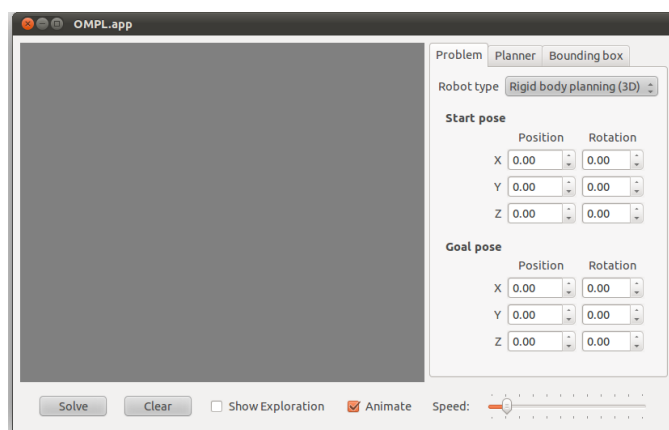 OMPL.app
Problem Planner Bounding box
Robot type Rigid body planning (3D)
Start pose
Position Rotation
X 0.00 0.00
Y 0.00 0.00
Z 0.00 0.00
Goal pose
Position Rotation
X 0.00 0.00
Y 0.00 0.00
Z 0.00 0.00
Solve Clear Show Exploration Animate Speed: